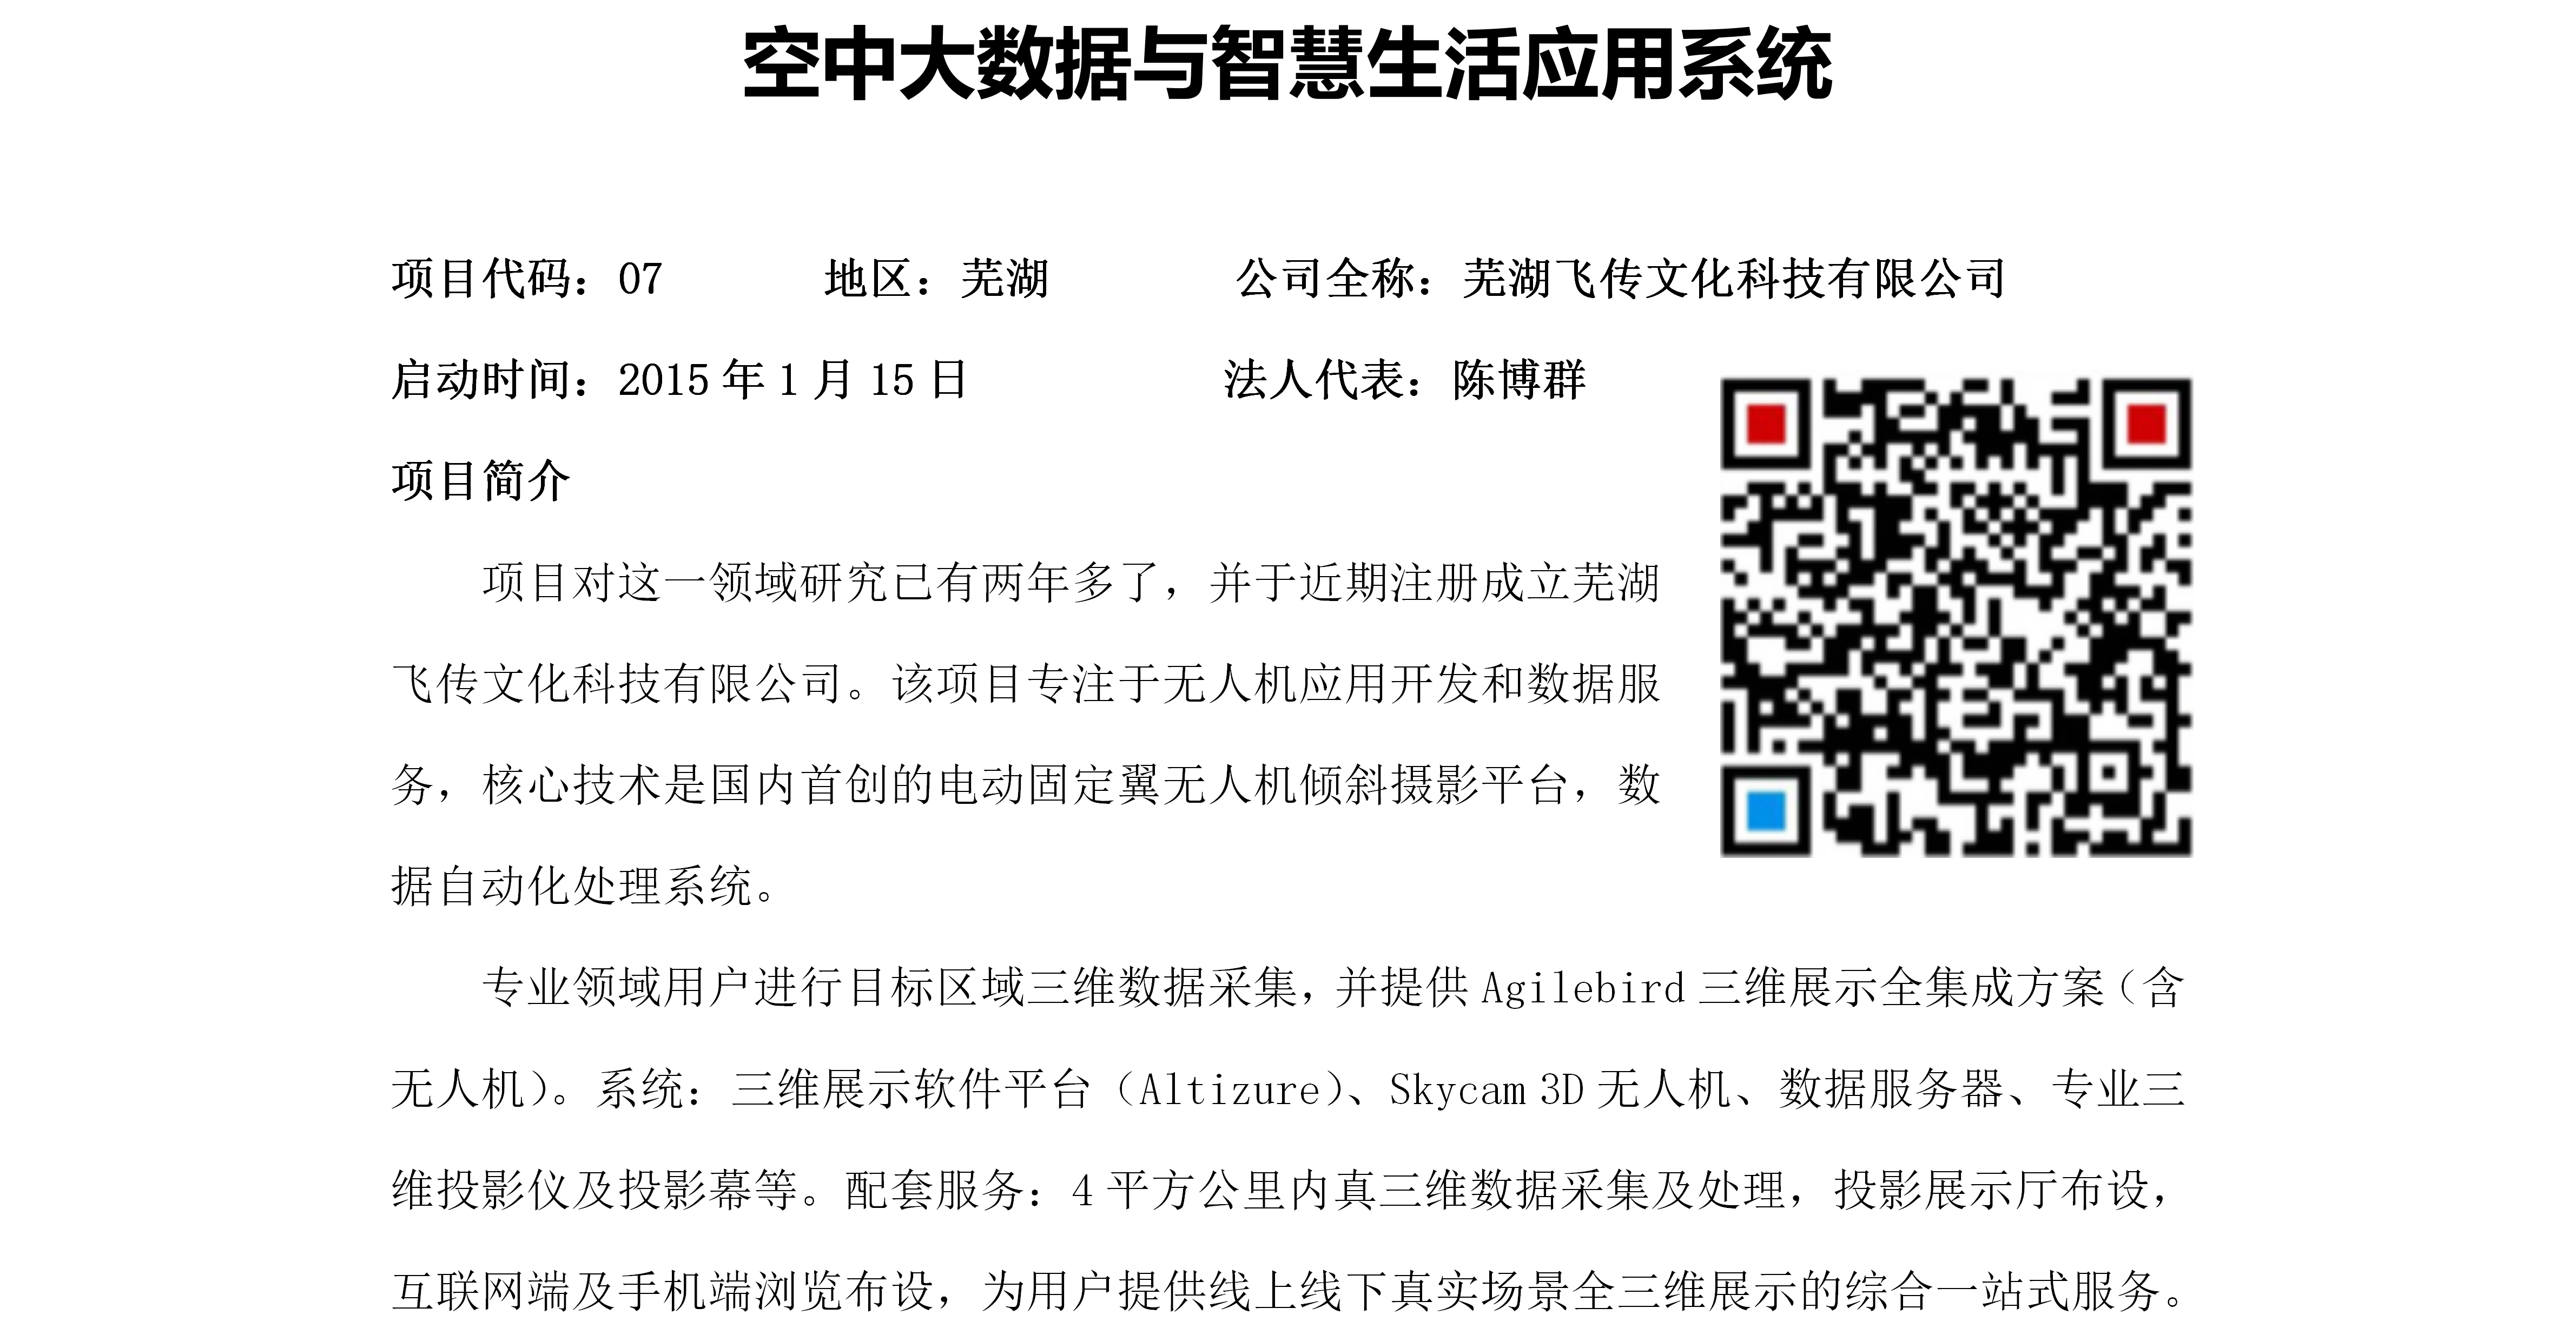 空中大数据与智慧生活应用系统
项目代码：07 地区：芜湖 公司全称：芜湖飞传文化科技有限公司
启动时间：2015 年 1 月 15 日 法人代表：陈博群
项目简介
项目对这一领域研究已有两年多了，并于近期注册成立芜湖
飞传文化科技有限公司。该项目专注于无人机应用开发和数据服
务，核心技术是国内首创的电动固定翼无人机倾斜摄影平台，数
据自动化处理系统。
专业领域用户进行目标区域三维数据采集，并提供 Agilebird 三维展示全集成方案（含
无人机）。系统：三维展示软件平台（Altizure）、Skycam 3D 无人机、数据服务器、专业三
维投影仪及投影幕等。配套服务：4 平方公里内真三维数据采集及处理，投影展示厅布设，
互联网端及手机端浏览布设，为用户提供线上线下真实场景全三维展示的综合一站式服务。